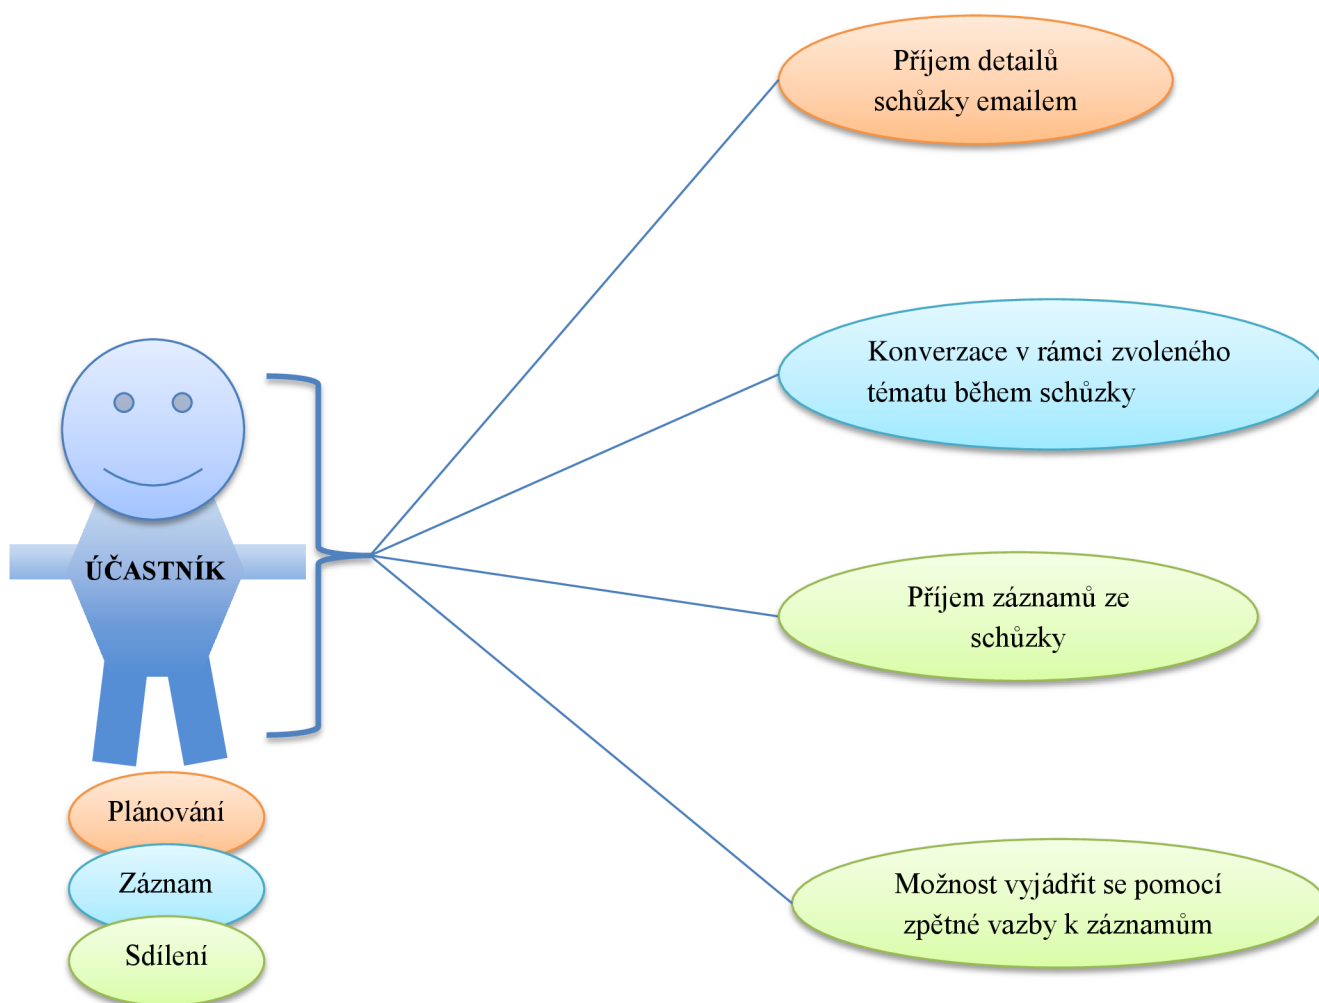 Příjem detailů
schůzky emailem
Konverzace v rámci zvoleného
tématu během schůzky
ÚČASTNÍK
Příjem záznamů ze
schůzky
Plánování
Záznam
Sdílení
Možnost vyjádřit se pomocí
zpětné vazby k záznamům